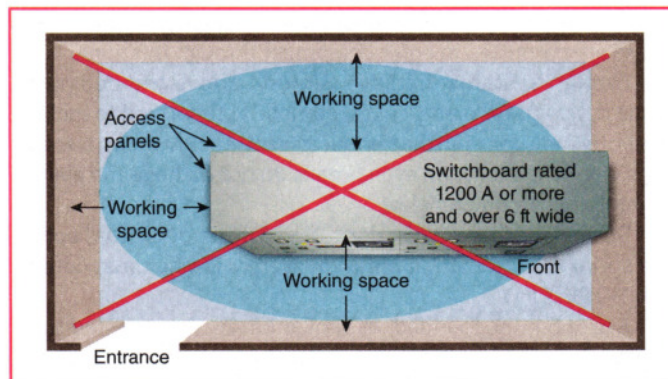 Working space
Access
panels
Switchboard rated
1200 A or more
and over 6 ft wide
Working
space
Working space
Front
Entrance